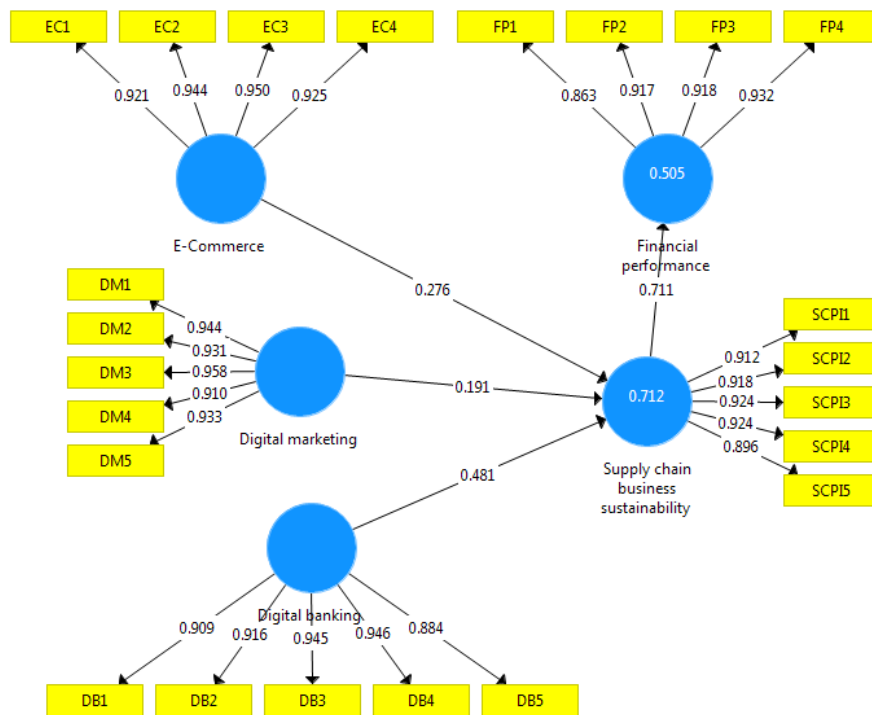 EC1
EC2
EC3
EC4
FP1
FP2
FP3
FP4
0.921
0.944
0.950
0.925
0.863
0.917
0.918
0.932
0.505
E-Commerce
Financial
performance
DM1
DM2
DM3
DM4
DM5
0.944
0.931
0.958
0.910
0.933
Digital marketing
0.276
0.711
0.191
0.481
0.712
Supply chain
business
sustainability
SCPI1
SCPI2
SCPI3
SCPI4
SCPI5
0.912
0.918
0.924
0.924
0.896
Digital banking
0.909
0.916
0.945
0.946
0.884
DB1
DB2
DB3
DB4
DB5